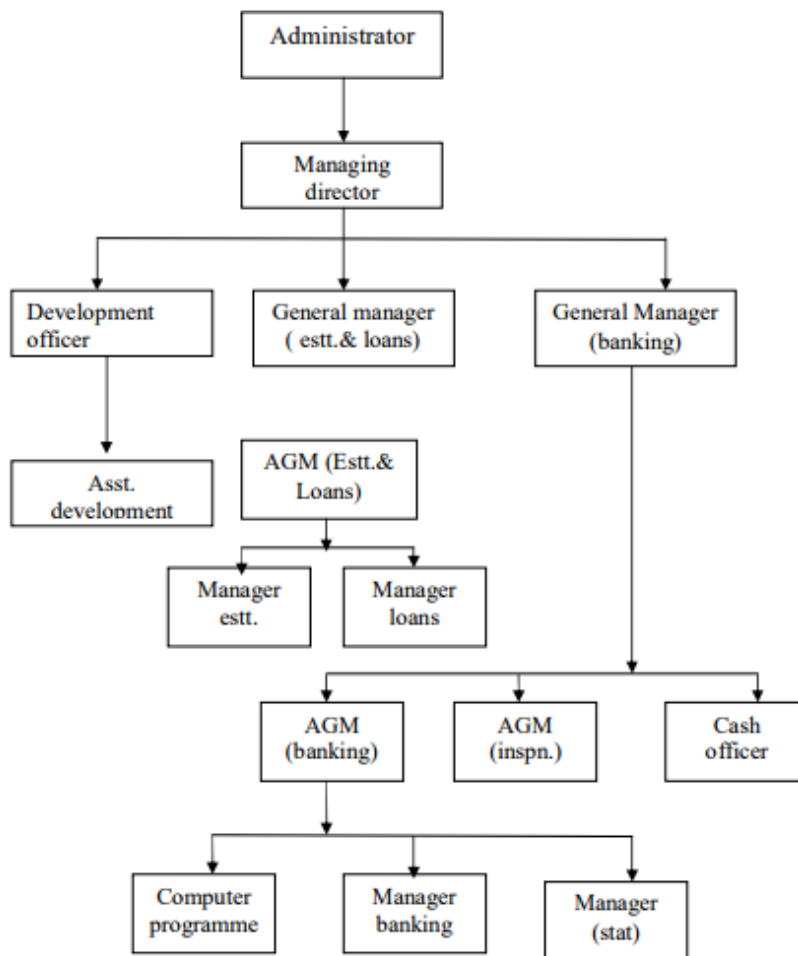 Administrator
Managing
director
Development
officer
General manager
( estt.& loans)
General Manager
(banking)
Asst.
development
AGM (Estt.&
Loans)
Manager
estt.
Manager
loans
AGM
(banking)
AGM
(inspn.)
Cash
officer
Computer
programme
Manager
banking
Manager
(stat)